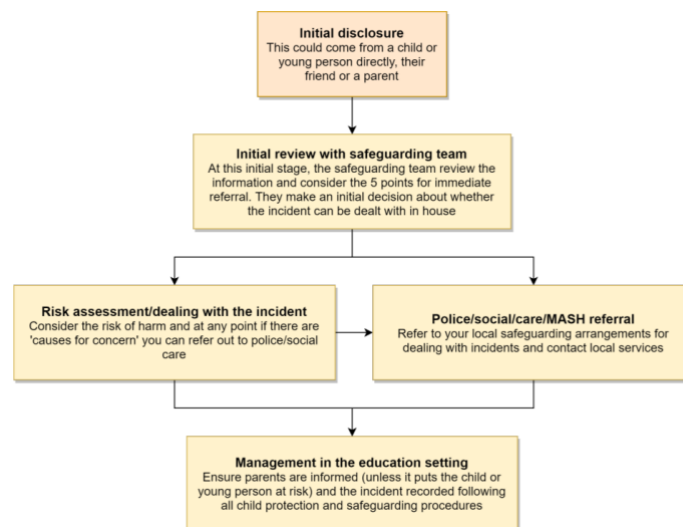 Initial disclosure
This could come from a child or
young person directly, their
friend or a parent
Initial review with safeguarding team
At this initial stage, the safeguarding team review the
information and consider the 5 points for immediate
referral. They make an initial decision about whether
the incident can be dealt with in house
Risk assessment/dealing with the incident
Consider the risk of harm and at any point if there are
'causes for concern' you can refer out to police/social
care
Police/social/care/MASH referral
Refer to your local safeguarding arrangements for
dealing with incidents and contact local services
Management in the education setting
Ensure parents are informed (unless it puts the child or
young person at risk) and the incident recorded following
all child protection and safeguarding procedures